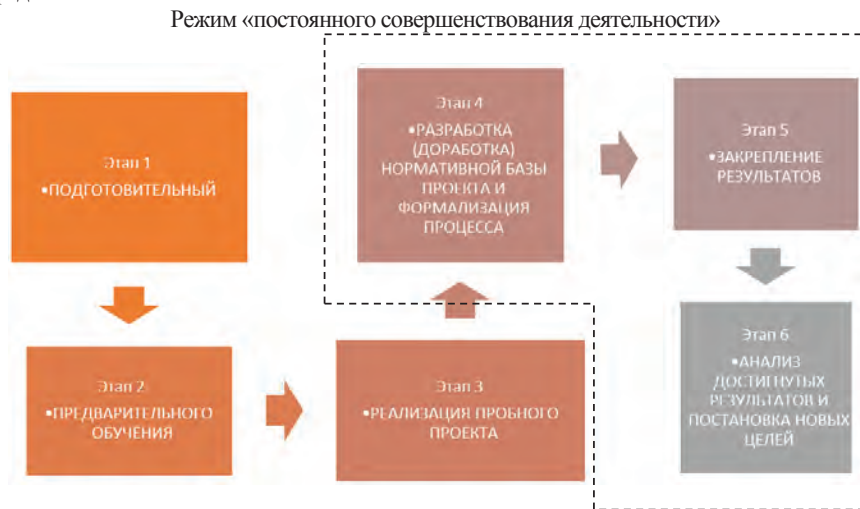 Режим «постоянного совершенствования деятельности»
Этап 1
•ПОДГОТОВИТЕЛЬНЫЙ
Этап 2
•ПРЕДВАРИТЕЛЬНОГО
ОБУЧЕНИЯ
Этап 3
•РЕАЛИЗАЦИЯ ПРОБНОГО
ПРОЕКТА
Этап 4
•РАЗРАБОТКА
(ДОРАБОТКА)
НОРМАТИВНОЙ БАЗЫ
ПРОЕКТА И
ФОРМАЛИЗАЦИЯ
ПРОЦЕССА
Этап 5
•ЗАКРЕПЛЕНИЕ
РЕЗУЛЬТАТОВ
Этап 6
•АНАЛИЗ
ДОСТИГНУТЫХ
РЕЗУЛЬТАТОВ И
ПОСТАНОВКА НОВЫХ
ЦЕЛЕЙ